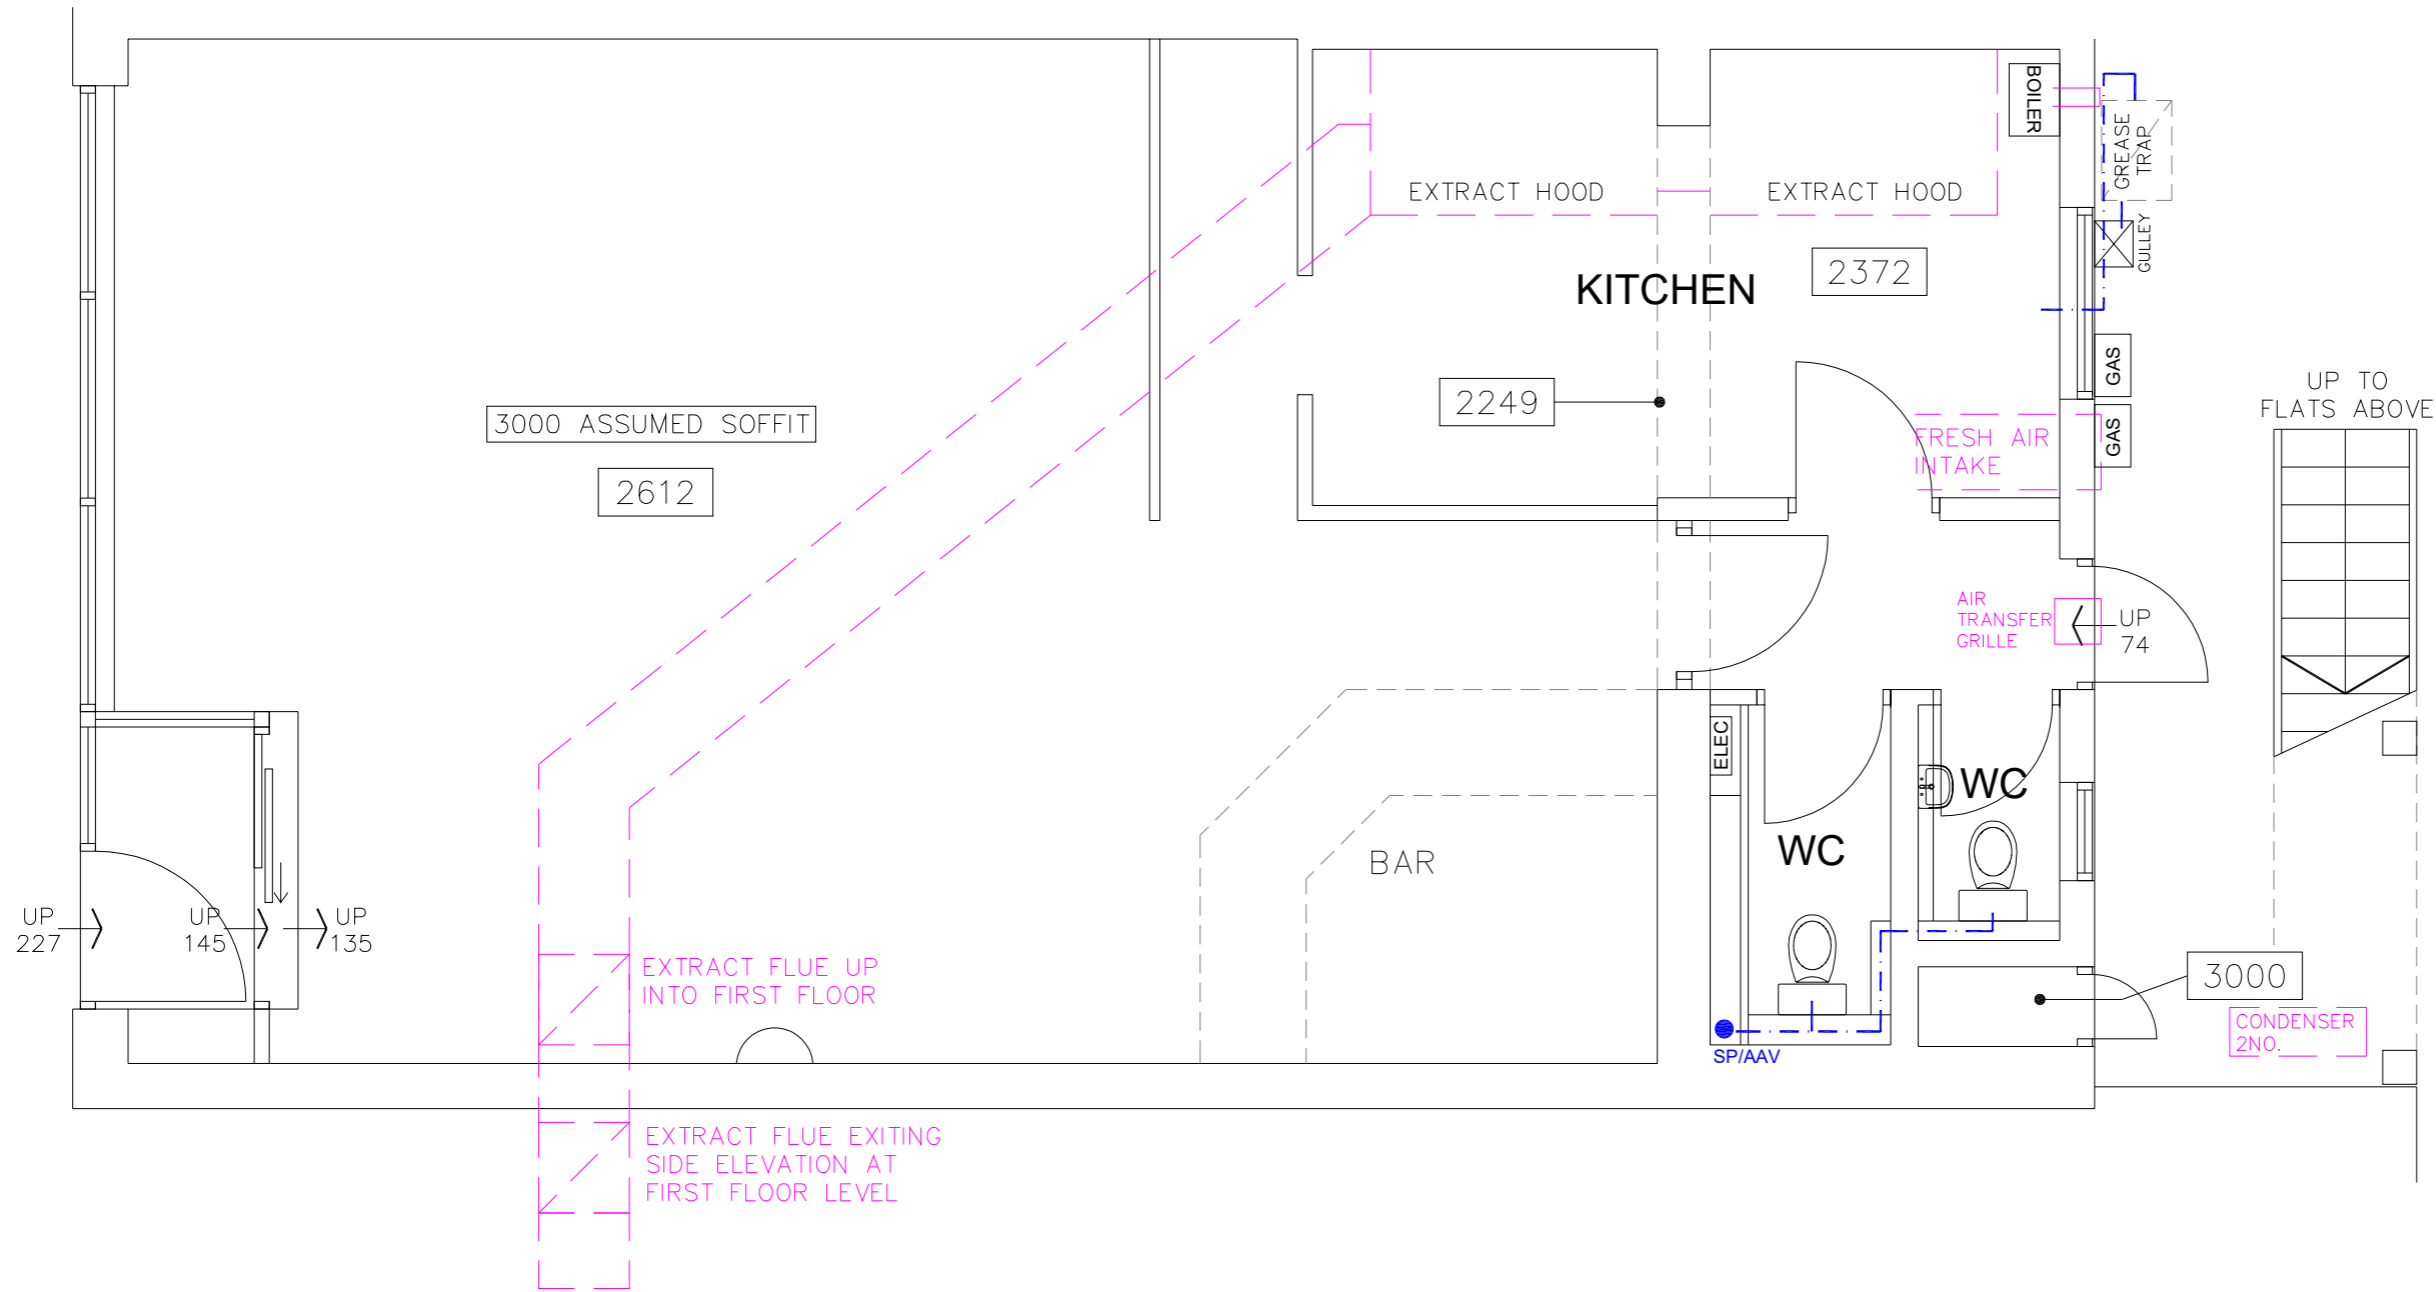 BOILER
GREASE
TRAP
EXTRACT HOOD
EXTRACT HOOD
GULLEY
2372
KITCHEN
GAS
UP TO
FLATS ABOVE
2249
3000 ASSUMED SOFFIT
GAS
FRESH AIR
INTAKE
2612
AIR
TRANSFER
GRILLE
UP
74
ELEC
WC
WC
BAR
UP
227
UP
145
UP
135
EXTRACT FLUE UP
INTO FIRST FLOOR
3000
CONDENSER
2NO.
SP/AAV
EXTRACT FLUE EXITING
SIDE ELEVATION AT
FIRST FLOOR LEVEL